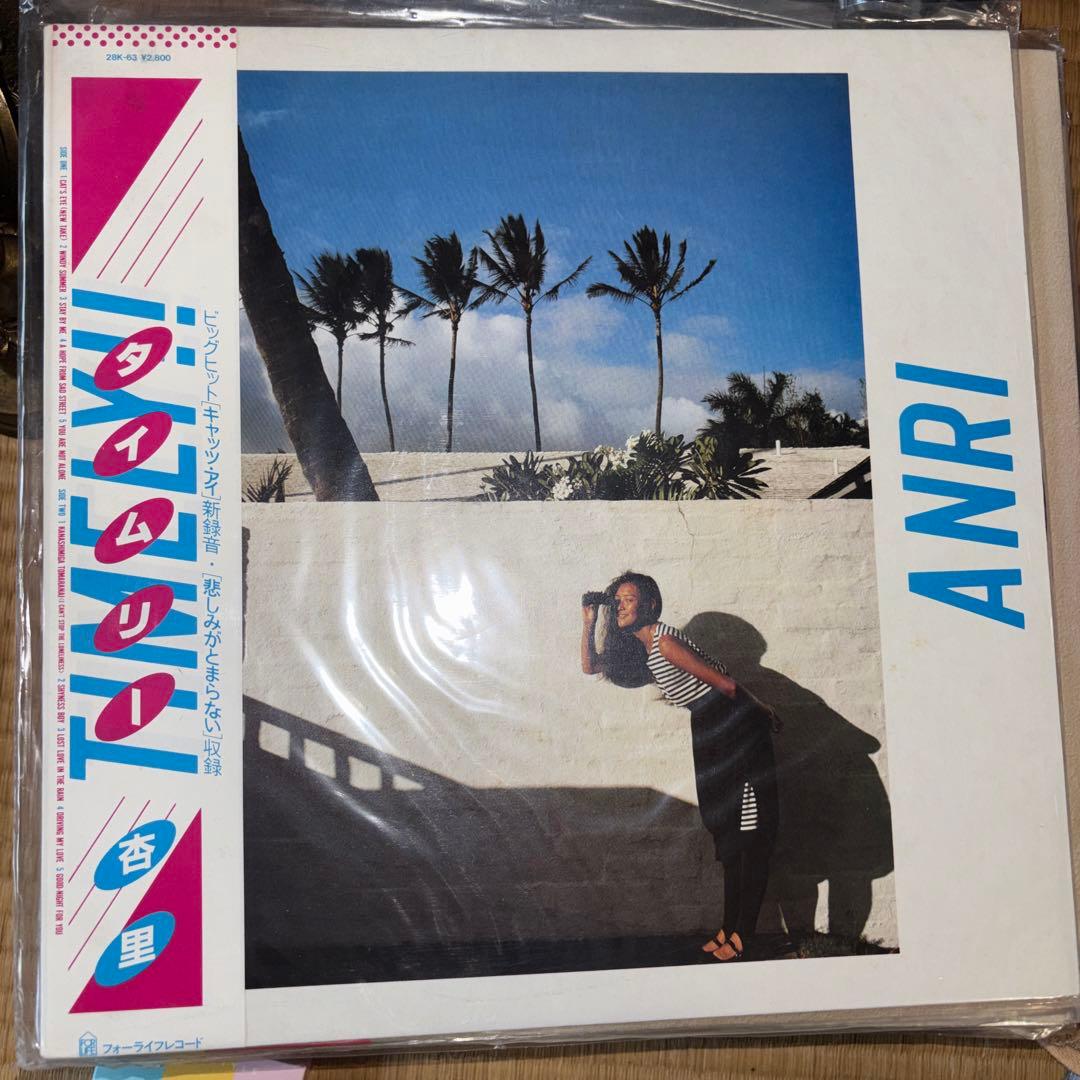 28K-63 ¥2,800
SIDE ONE 1 CAT'S EYE (NEW TAKE) 2 WINDY SUMMER 3 STAY BY ME 4 A HOPE FROM SAD STREET 5 YOU ARE NOT ALONE
SIDE TWO 1 KANASHIMIGA TOMARANAI 〈I CAN'T STOP THE LONELINESS〉 2 SHYNESS BOY 3 LOST LOVE IN THE RAIN 4 DRIVING MY LOVE 5 GOOD-NIGHT FOR YOU
TIMELY!!
タイムリー
杏里
ビッグヒット[キャッツ・アイ]新録音・[悲しみがとまらない]収録
FOR LIFE
フォーライフレコード
ANRI